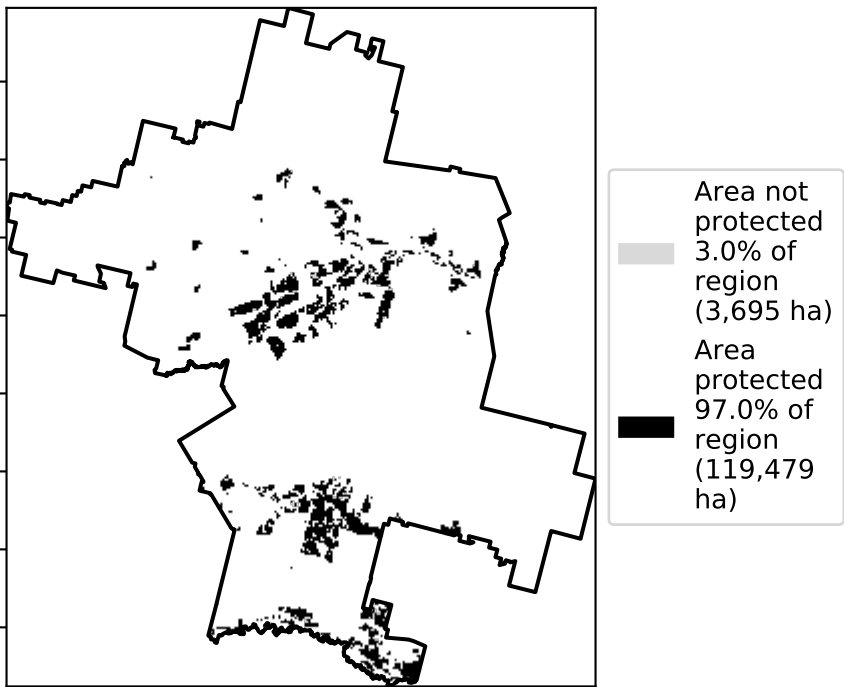 Area not
protected
3.0% of
region
(3,695 ha)
Area
protected
97.0% of
region
(119,479
ha)